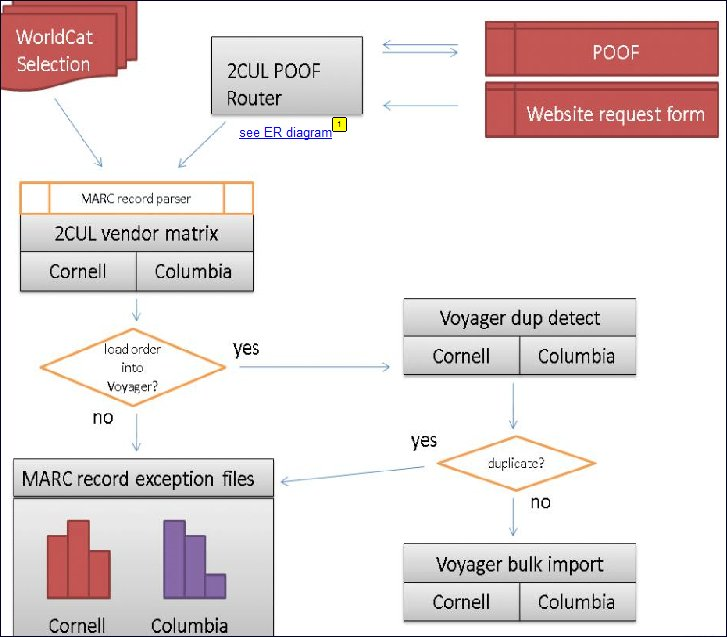 WorldCat
Selection
2CUL POOF
Router
see ER diagram
1
POOF
Website request form
MARC record parser
2CUL vendor matrix
Cornell
Columbia
load order
into
Voyager?
yes
no
Voyager dup detect
Cornell
Columbia
duplicate?
yes
no
MARC record exception files
Cornell
Columbia
Voyager bulk import
Cornell
Columbia